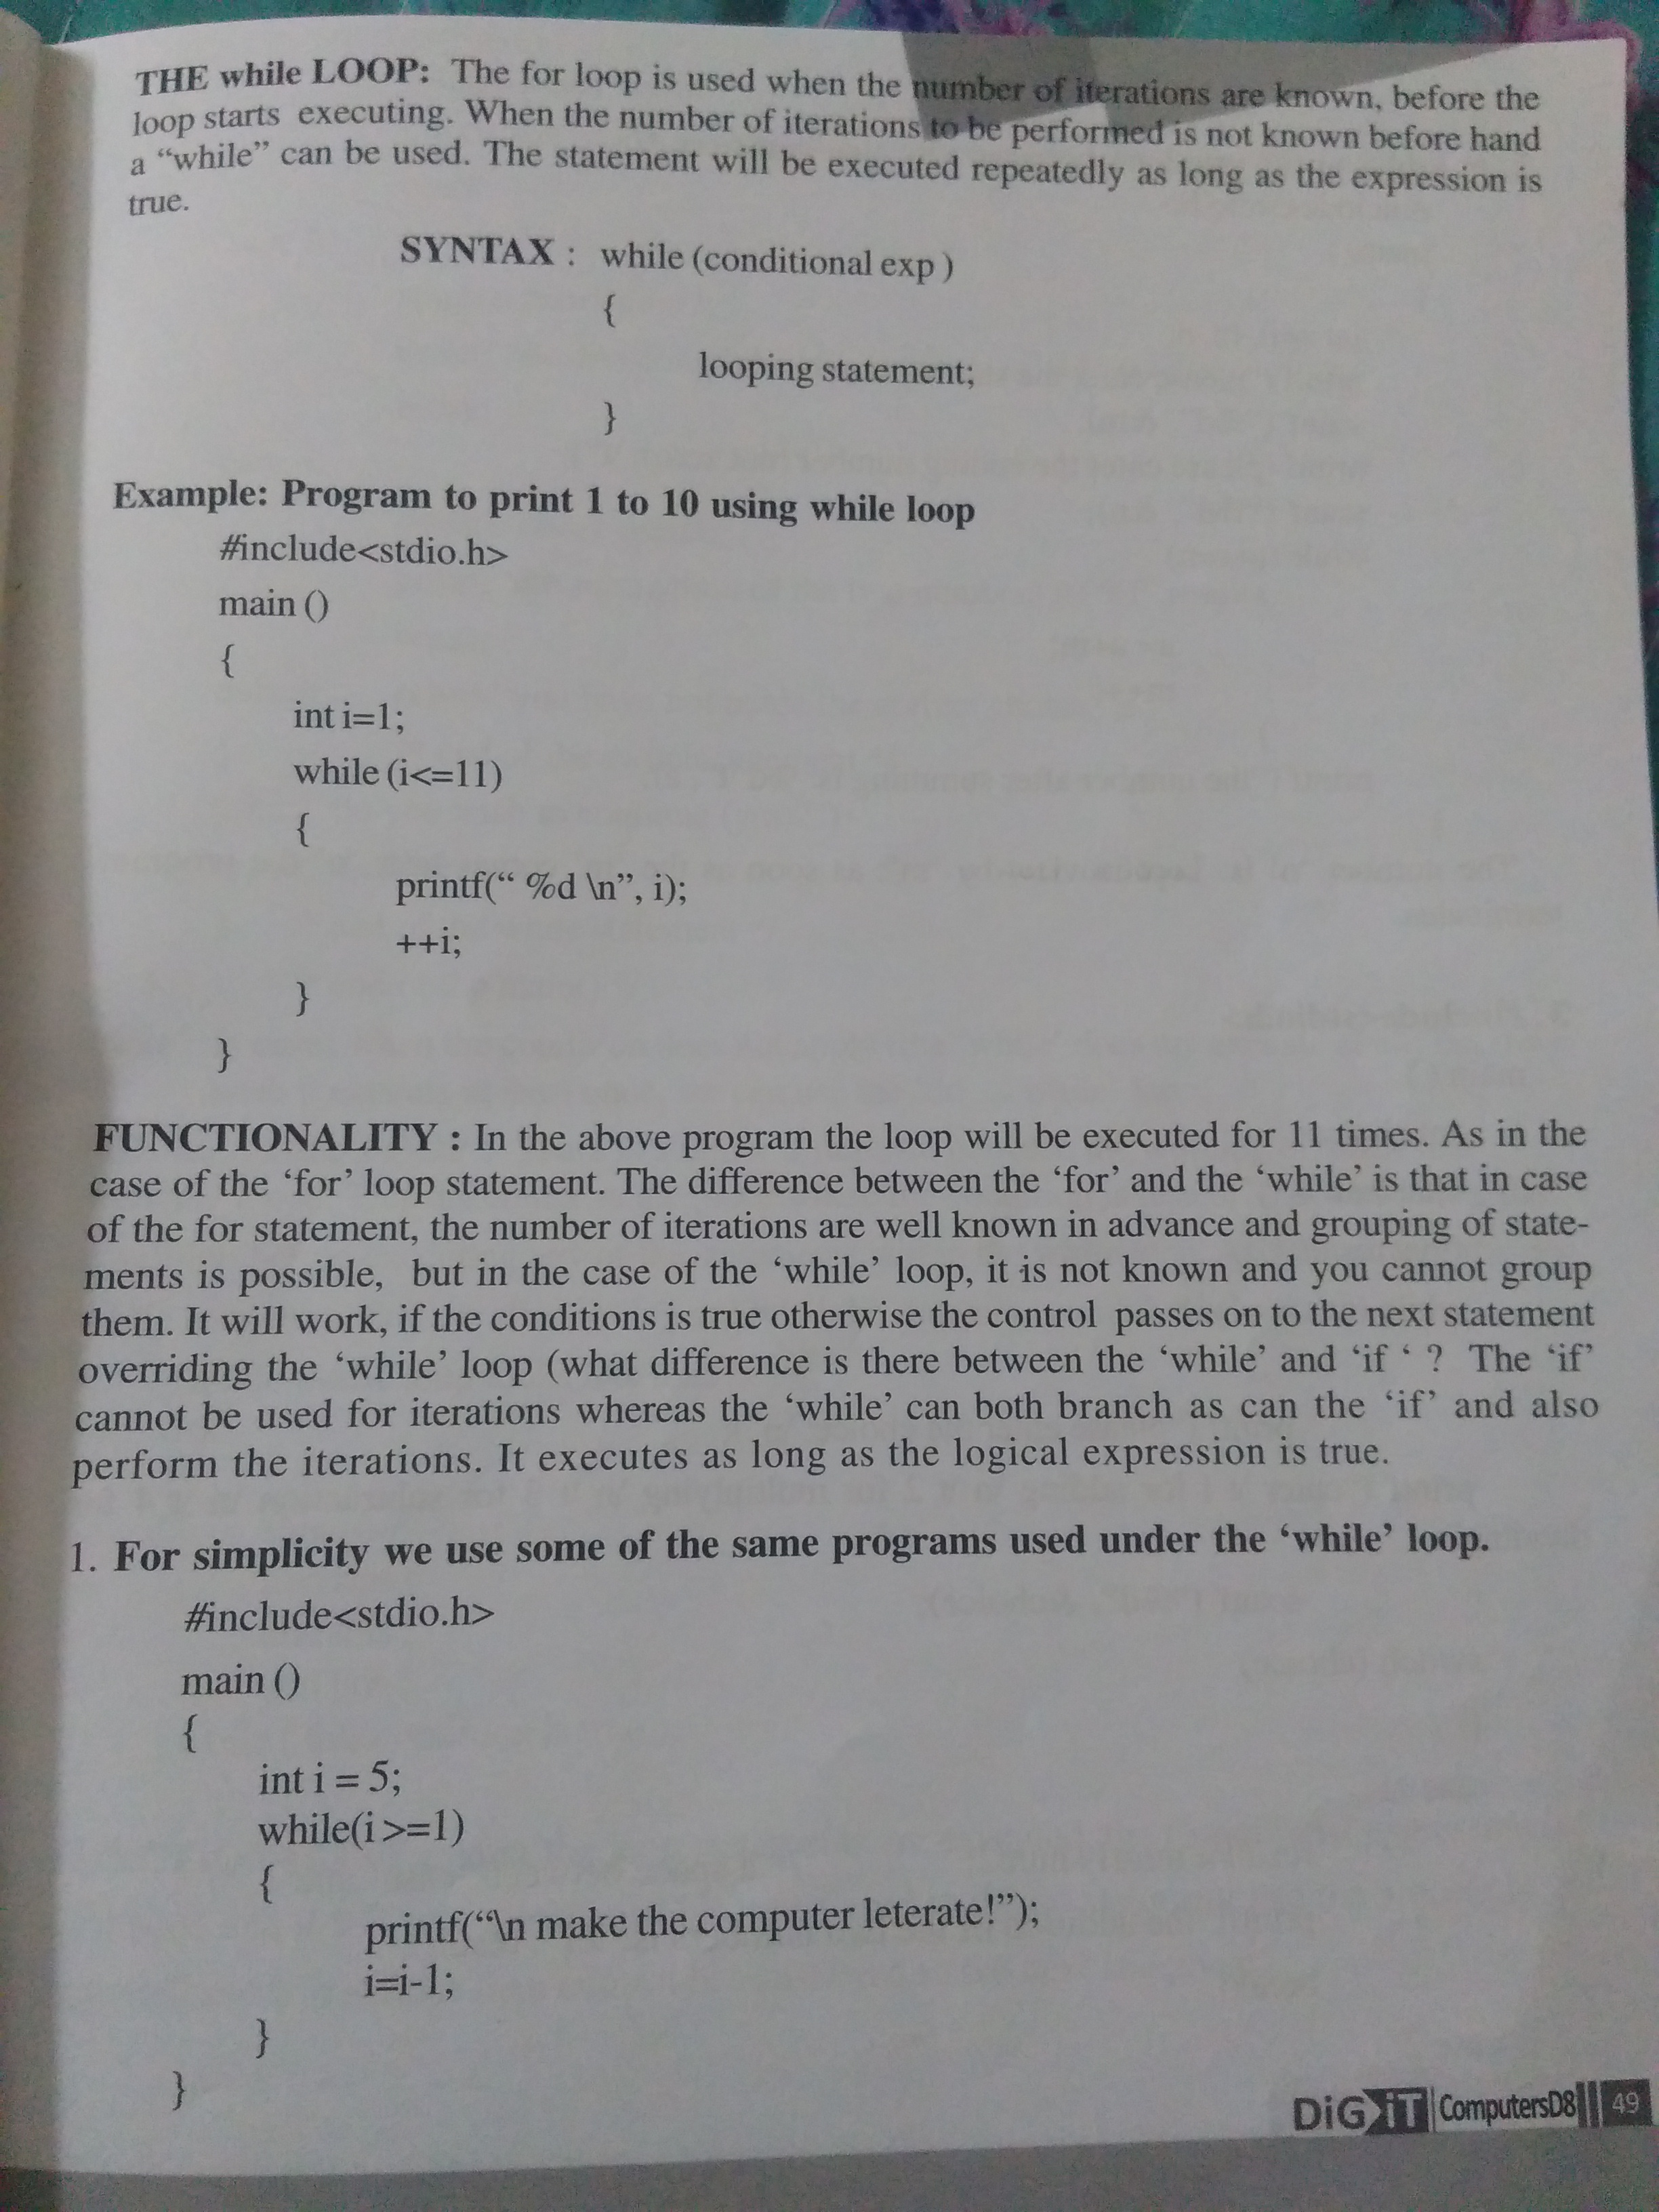 THE while LOOP: The for loop is used when the number of iterations are known, before the
loop starts executing. When the number of iterations to be performed is not known before hand
a “while” can be used. The statement will be executed repeatedly as long as the expression is
true.
SYNTAX : while (conditional exp )
{
looping statement;
}
Example: Program to print 1 to 10 using while loop
#include<stdio.h>
main ()
{
int i=1;
while (i<=11)
{
printf(“ %d \n”, i);
++i;
}
}
FUNCTIONALITY : In the above program the loop will be executed for 11 times. As in the
case of the ‘for’ loop statement. The difference between the ‘for’ and the ‘while’ is that in case
of the for statement, the number of iterations are well known in advance and grouping of state-
ments is possible, but in the case of the ‘while’ loop, it is not known and you cannot group
them. It will work, if the conditions is true otherwise the control passes on to the next statement
overriding the ‘while’ loop (what difference is there between the ‘while’ and ‘if ‘ ? The ‘if’
cannot be used for iterations whereas the ‘while’ can both branch as can the ‘if’ and also
perform the iterations. It executes as long as the logical expression is true.
1. For simplicity we use some of the same programs used under the ‘while’ loop.
#include<stdio.h>
main ()
{
int i = 5;
while(i >=1)
{
printf(“\n make the computer leterate!”);
i=i-1;
}
}
DiGiT ComputersD8 49